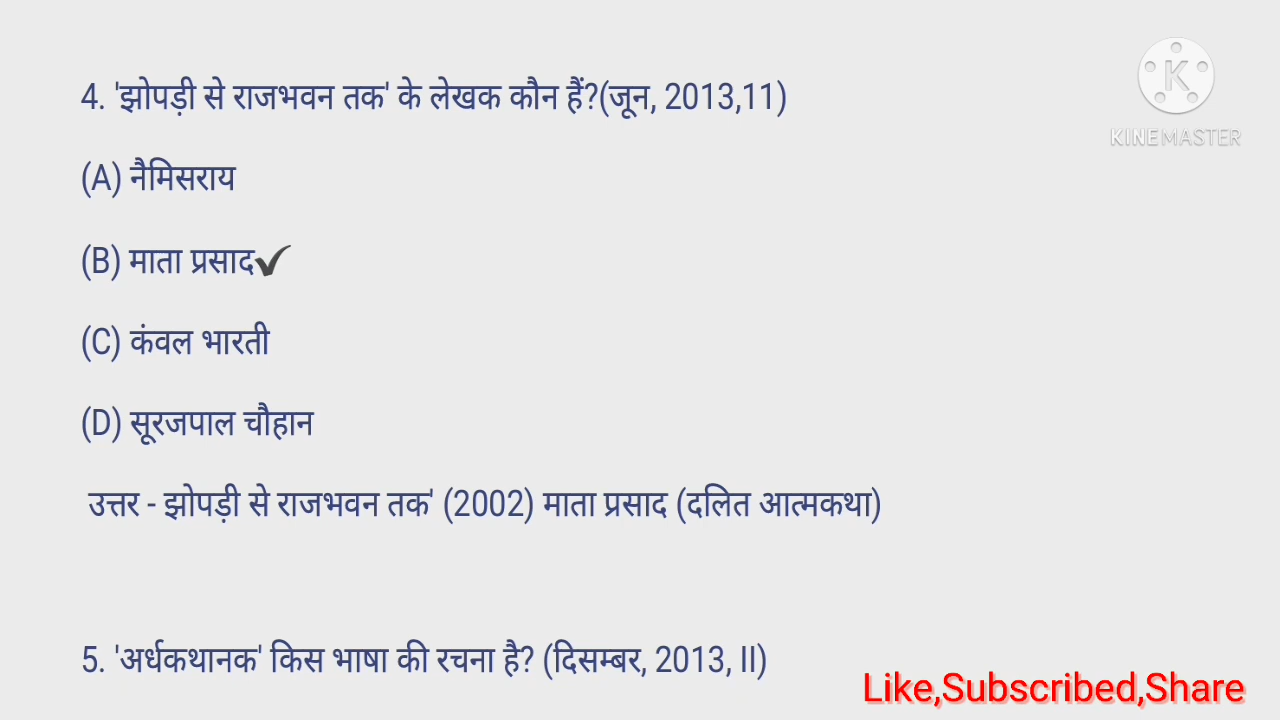 4. 'झोपड़ी से राजभवन तक' के लेखक कौन हैं?(जून, 2013,11)
KINEMASTER
(A) नैमिसराय
(B) माता प्रसाद✔
(C) कंवल भारती
(D) सूरजपाल चौहान
उत्तर - झोपड़ी से राजभवन तक' (2002) माता प्रसाद (दलित आत्मकथा)
5. 'अर्धकथानक' किस भाषा की रचना है? (दिसम्बर, 2013, II)
Like,Subscribed,Share